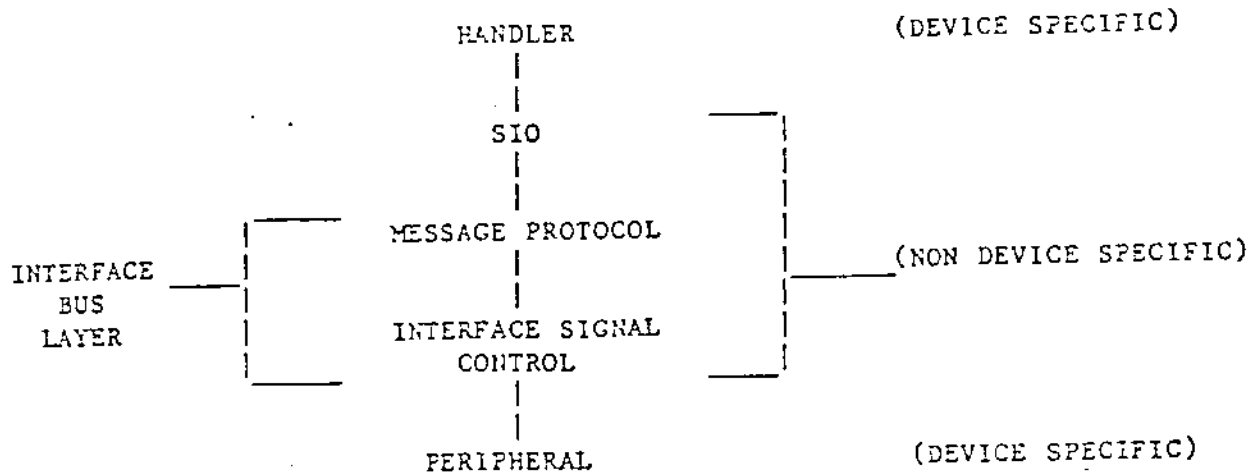 HANDLER (DEVICE SPECIFIC)
SIO
MESSAGE PROTOCOL
(NON DEVICE SPECIFIC)
INTERFACE
BUS
LAYER
INTERFACE SIGNAL
CONTROL
PERIPHERAL (DEVICE SPECIFIC)